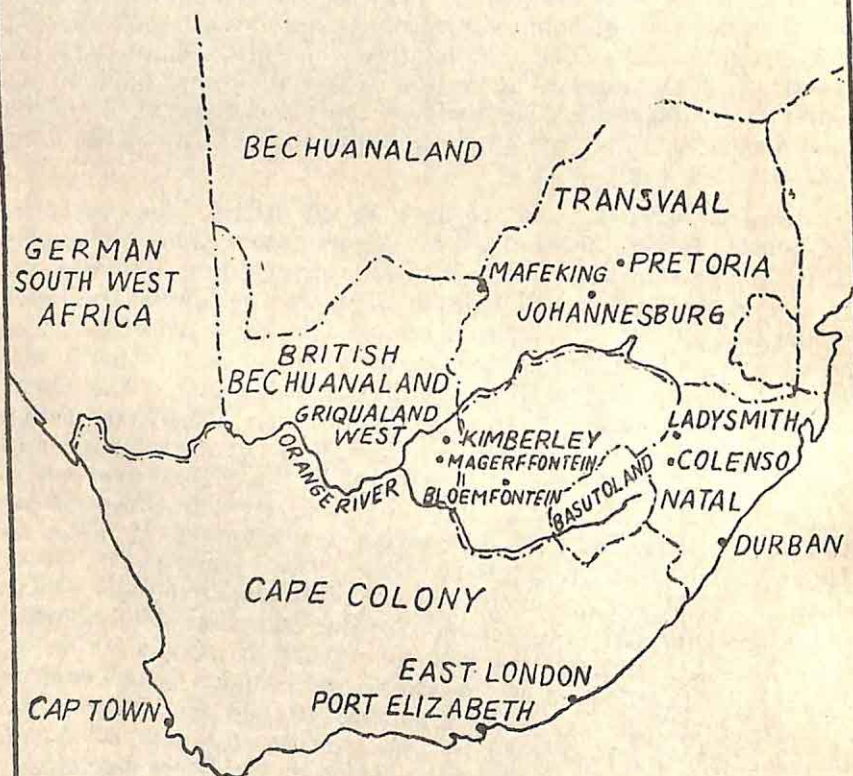 BECHUANALAND
TRANSVAAL
GERMAN
SOUTH WEST
AFRICA
MAFEKING
PRETORIA
JOHANNESBURG
BRITISH
BECHUANALAND
GRIQUALAND
WEST
ORANGE RIVER
KIMBERLEY
MAGERFFONTEIN
BLOEMFONTEIN
BASUTOLAND
LADYSMITH
COLENSO
NATAL
DURBAN
CAPE COLONY
EAST LONDON
PORT ELIZABETH
CAP TOWN